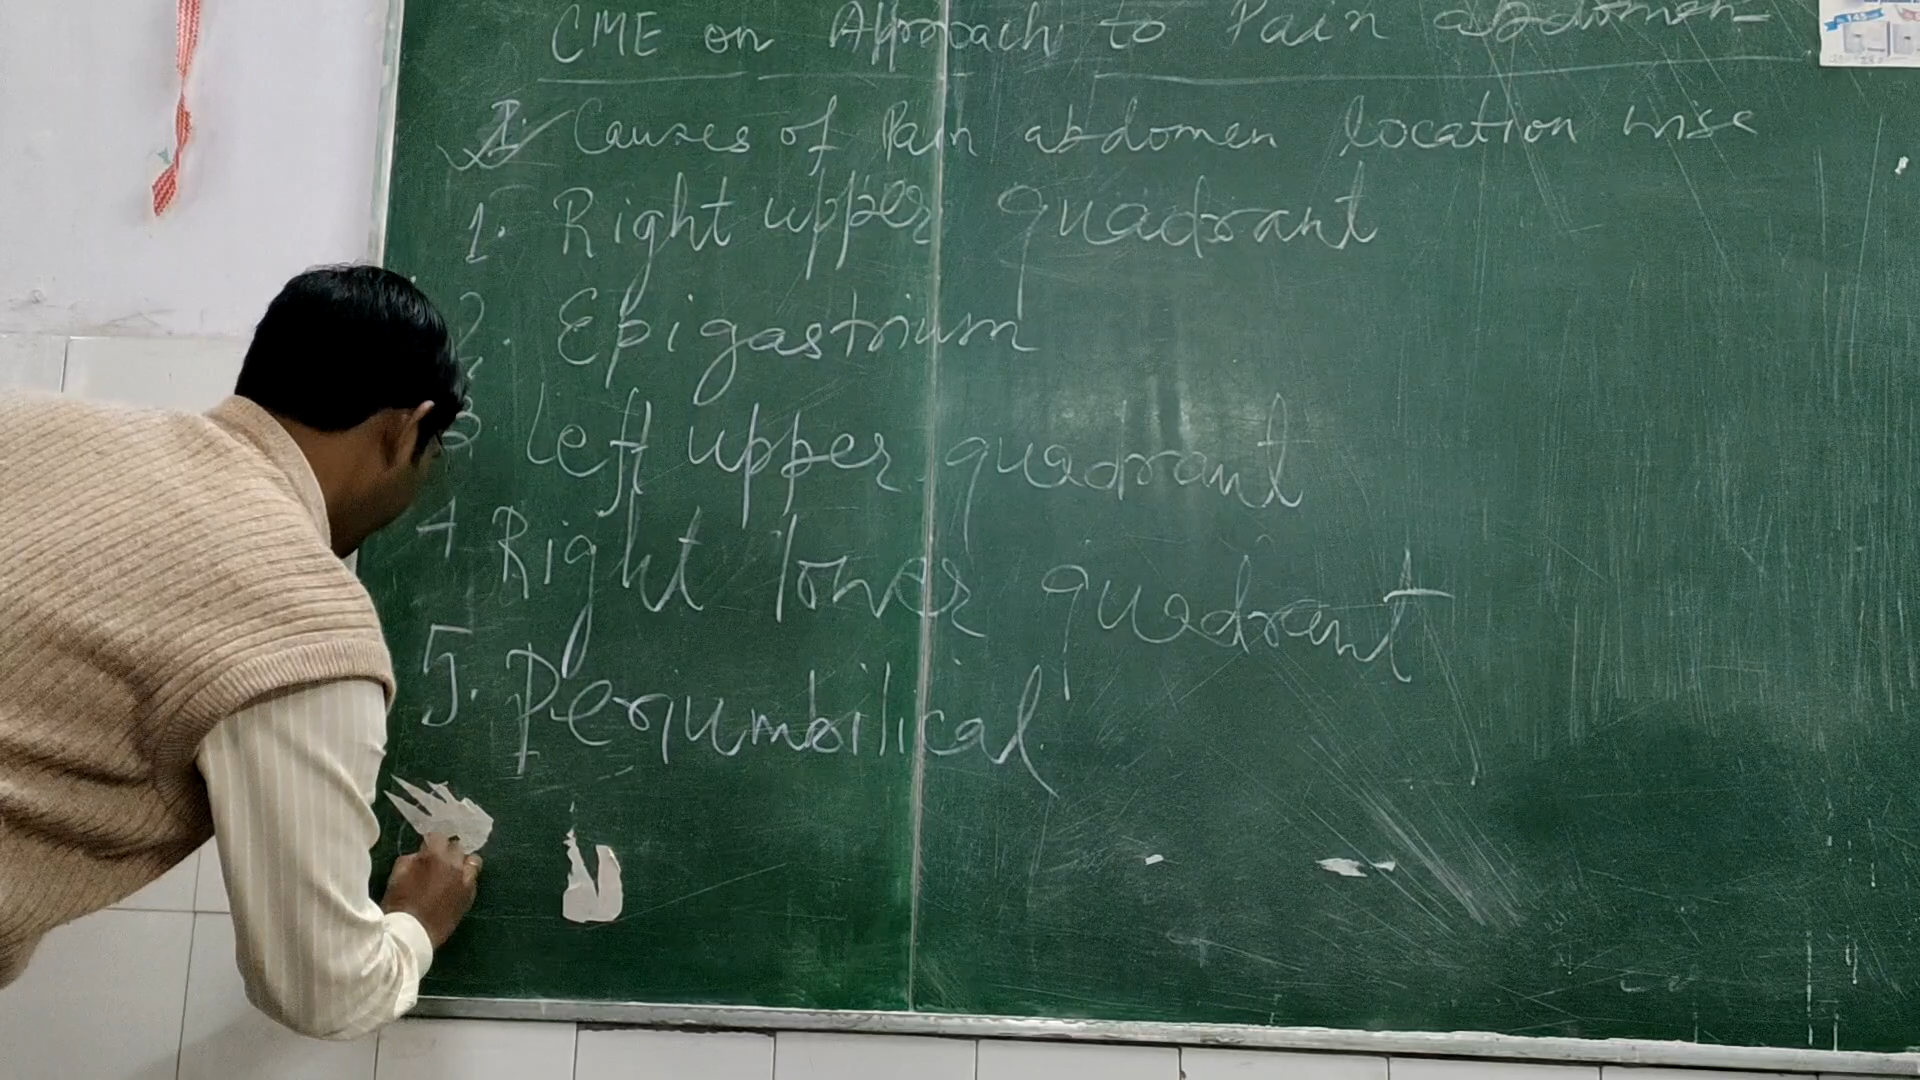 CME on Approach to Pain abdomen
I. Causes of Pain abdomen location wise
1. Right upper quadrant
2. Epigastrium
3. Left upper quadrant
4 Right lower quadrant
5. Periumbilical